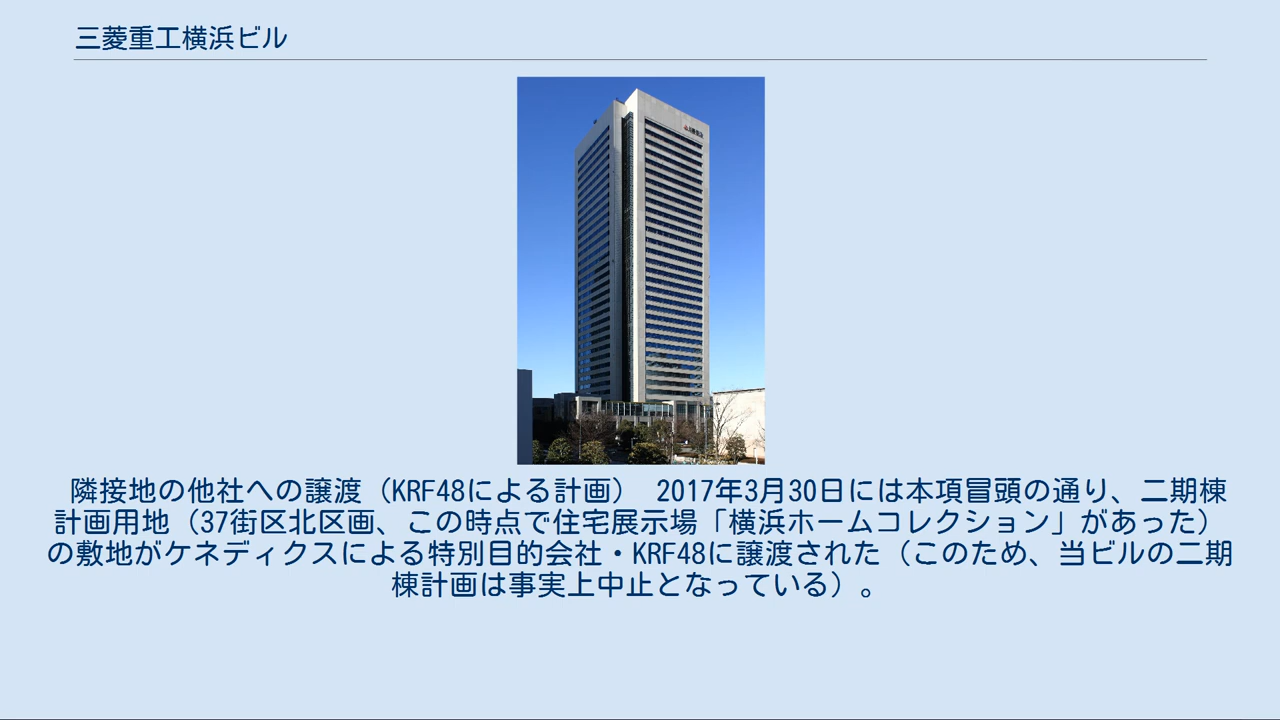 三菱重工横浜ビル
隣接地の他社への譲渡（KRF48による計画） 2017年3月30日には本項冒頭の通り、二期棟
計画用地（37街区北区画、この時点で住宅展示場「横浜ホームコレクション」があった）
の敷地がケネディクスによる特別目的会社・KRF48に譲渡された（このため、当ビルの二期
棟計画は事実上中止となっている）。